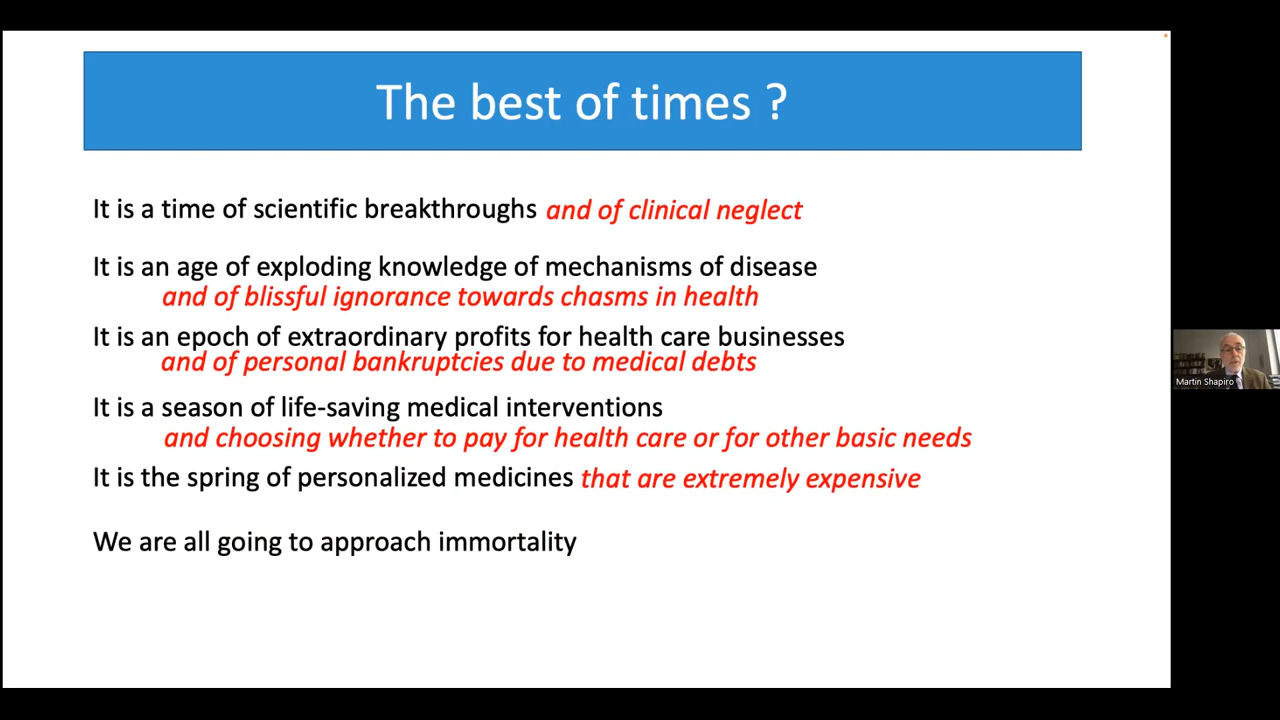 The best of times ?
It is a time of scientific breakthroughs and of clinical neglect
It is an age of exploding knowledge of mechanisms of disease
and of blissful ignorance towards chasms in health
It is an epoch of extraordinary profits for health care businesses
and of personal bankruptcies due to medical debts
It is a season of life-saving medical interventions
and choosing whether to pay for health care or for other basic needs
It is the spring of personalized medicines that are extremely expensive
We are all going to approach immortality
Martin Shapiro